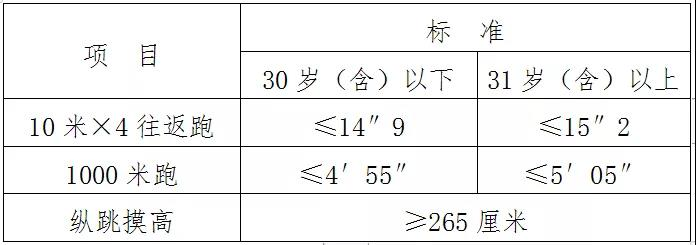 项 目 标 准
30岁（含）以下 31岁（含）以上
10米×4往返跑 ≤14″9 ≤15″2
1000米跑 ≤4′55″ ≤5′05″
纵跳摸高 ≥265厘米